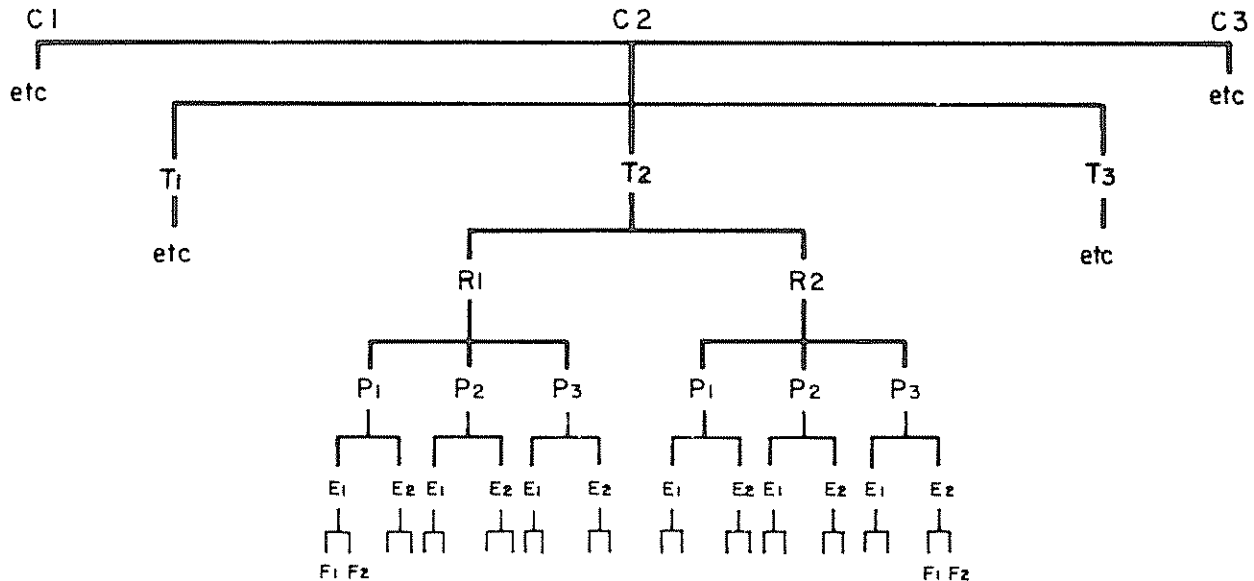 C1 C2 C3
etc etc
T1 T2 T3
etc etc
R1 R2
P1 P2 P3 P1 P2 P3
E1 E2 E1 E2 E1 E2 E1 E2 E1 E2 E1 E2
F1 F2 F1 F2